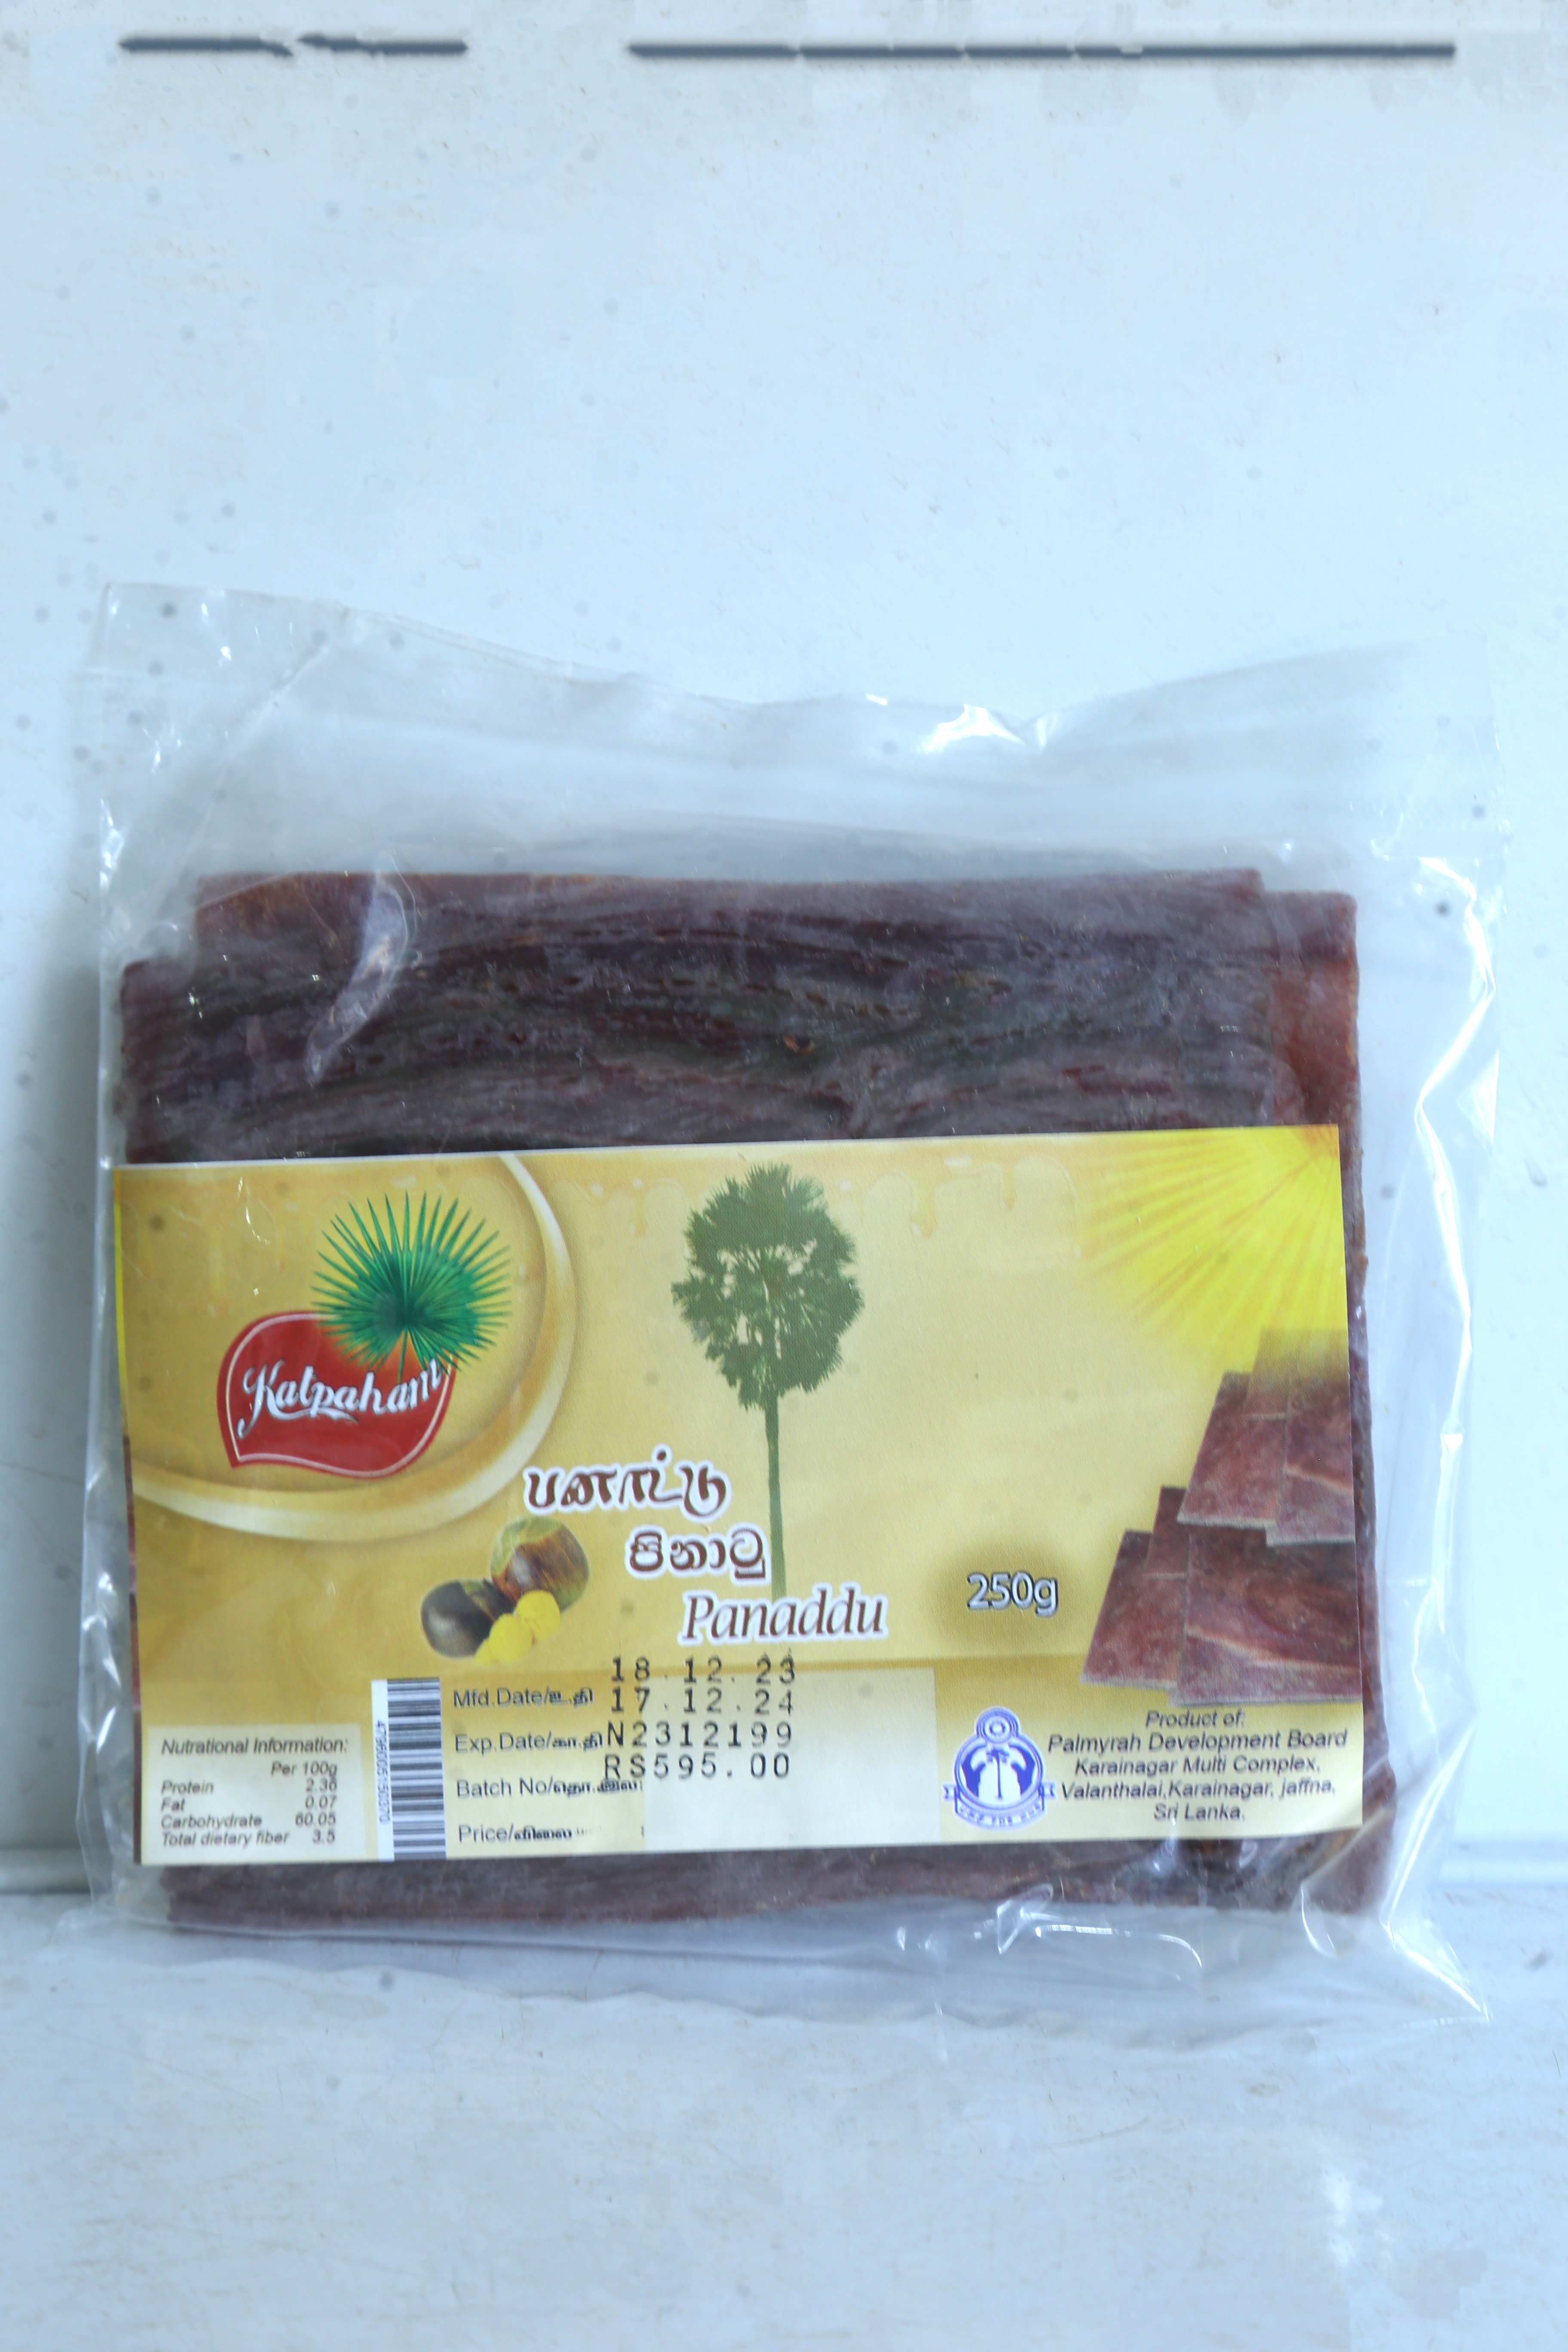 Katpaham
பனாட்டு
පිනාටු
Panaddu
250g
18.12.23
Mfd.Date/உ.தி 17.12.24
Exp.Date/கா.தி N2312199
RS595.00
Batch No/
Price/விலை
Nutrational Information:
Per 100g
Protein 2.36
Fat 0.07
Carbohydrate 60.05
Total dietary fiber 3.5
Product of:
Palmyrah Development Board
Karainagar Multi Complex,
Valanthalai,Karainagar, jaffna,
Sri Lanka.